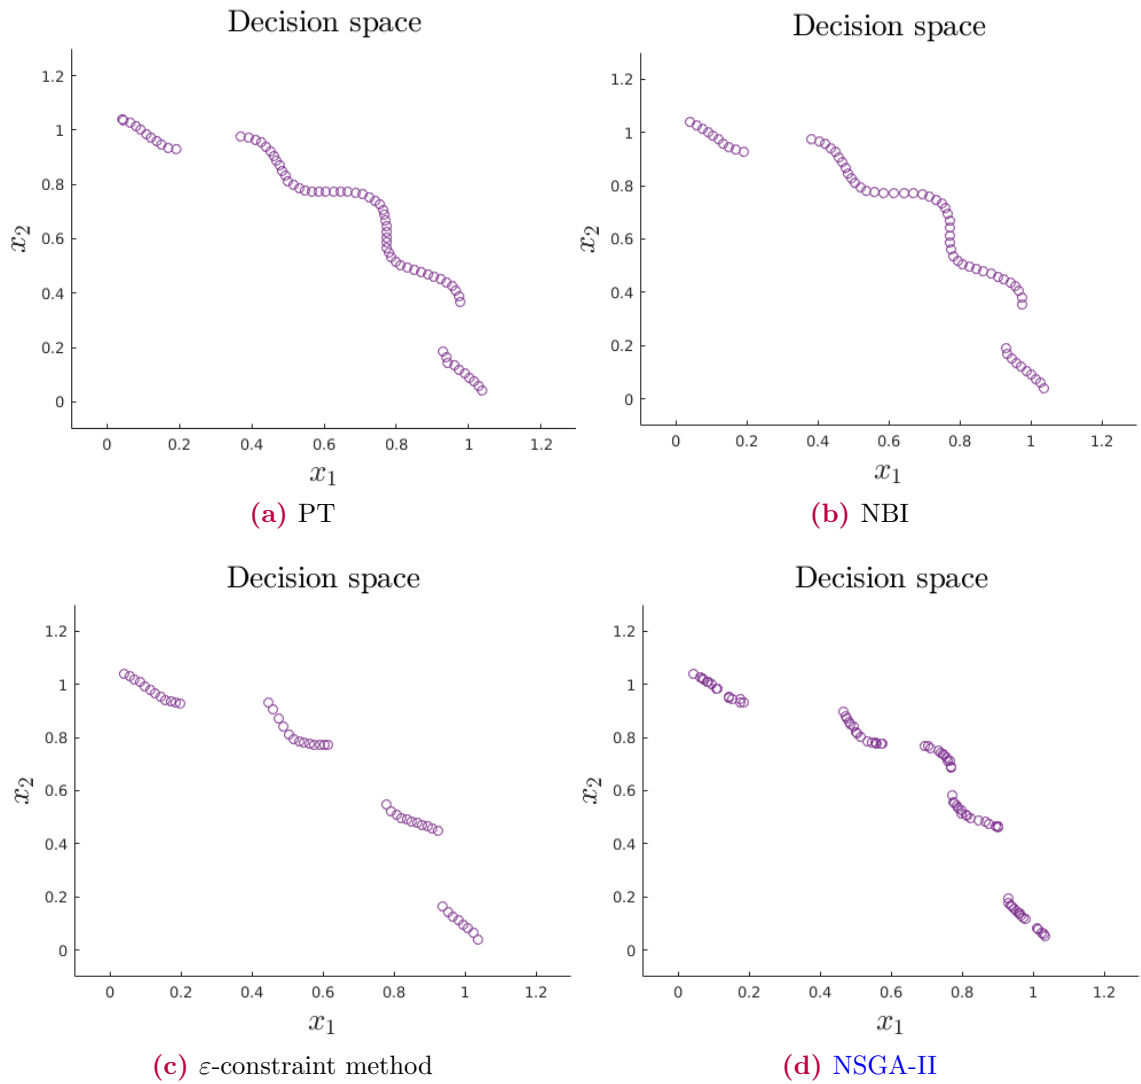 Decision space
1.2
1
0.8
0.6
0.4
0.2
0
x₂
0 0.2 0.4 0.6 0.8 1 1.2
x₁
(a) PT
Decision space
1.2
1
0.8
0.6
0.4
0.2
0
x₂
0 0.2 0.4 0.6 0.8 1 1.2
x₁
(b) NBI
Decision space
1.2
1
0.8
0.6
0.4
0.2
0
x₂
0 0.2 0.4 0.6 0.8 1 1.2
x₁
(c) ε-constraint method
Decision space
1.2
1
0.8
0.6
0.4
0.2
0
x₂
0 0.2 0.4 0.6 0.8 1 1.2
x₁
(d) NSGA-II